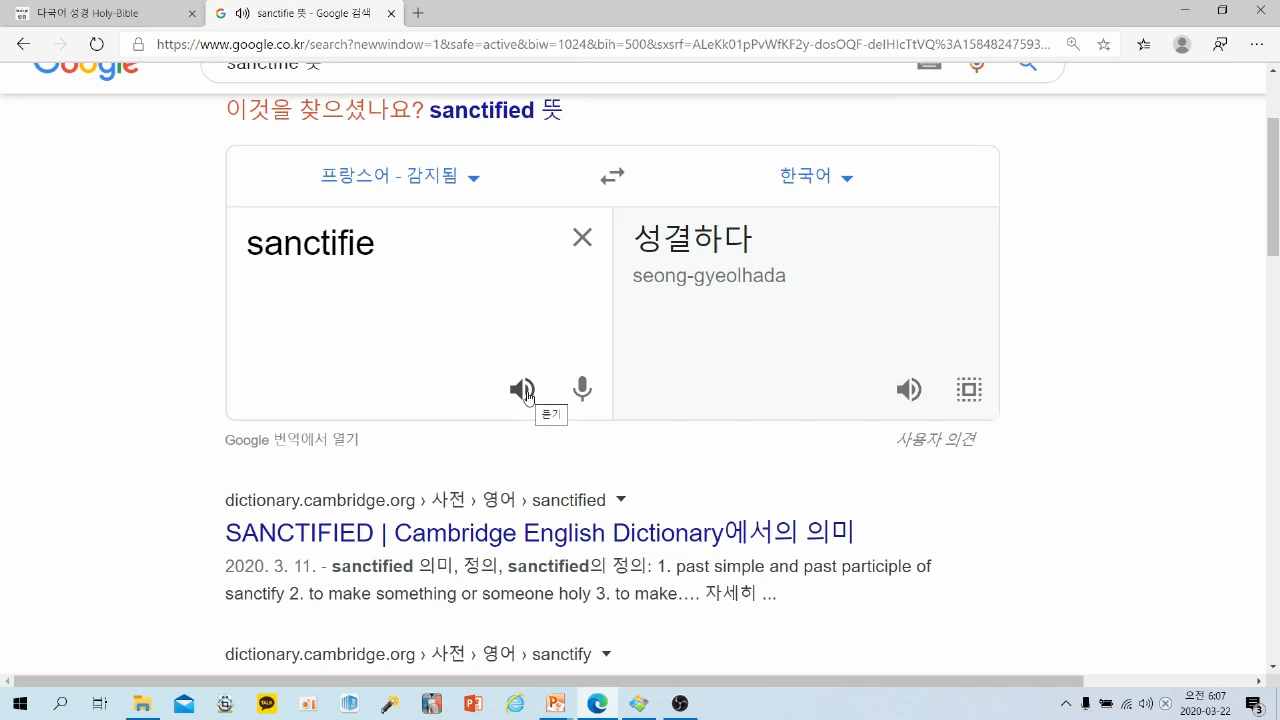 다국어 성경 Holy-Bible
sanctifie 뜻 - Google 검색
https://www.google.co.kr/search?newwindow=1&safe=active&biw=1024&bih=500&sxsrf=ALeKk01pPvWfKF2y-doLOQF-deIHIcTtVQ%3A15848247593...
Google
sanctifie 뜻
이것을 찾으셨나요? sanctified 뜻
프랑스어 - 감지됨
한국어
sanctifie
성결하다
seong-gyeolhada
듣기
Google 번역에서 열기
사용자 의견
dictionary.cambridge.org › 사전 › 영어 › sanctified
SANCTIFIED | Cambridge English Dictionary에서의 의미
2020. 3. 11. - sanctified 의미, 정의, sanctified의 정의: 1. past simple and past participle of
sanctify 2. to make something or someone holy 3. to make…. 자세히 ...
dictionary.cambridge.org › 사전 › 영어 › sanctify
TALK
오전 6:07
2020-03-22
3